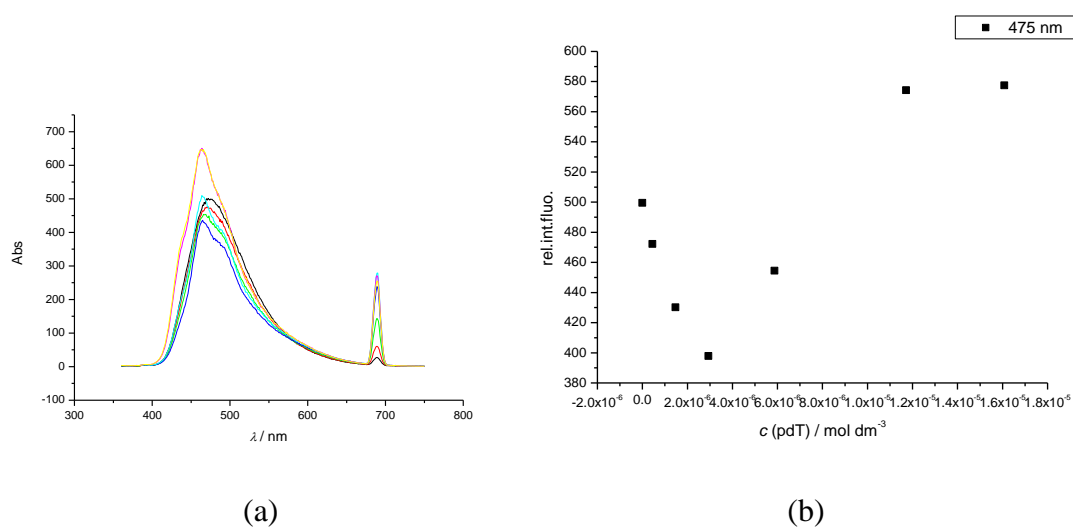 700
600
500
400
300
200
100
0
-100
Abs
300 400 500 600 700 800
λ / nm
(a)
475 nm
600
580
560
540
520
500
480
460
440
420
400
380
rel.int.fluo.
-2.0x10⁻⁶ 0.0 2.0x10⁻⁶ 4.0x10⁻⁶ 6.0x10⁻⁶ 8.0x10⁻⁶ 1.0x10⁻⁵ 1.2x10⁻⁵ 1.4x10⁻⁵ 1.6x10⁻⁵ 1.8x10⁻⁵
c (pdT) / mol dm⁻³
(b)